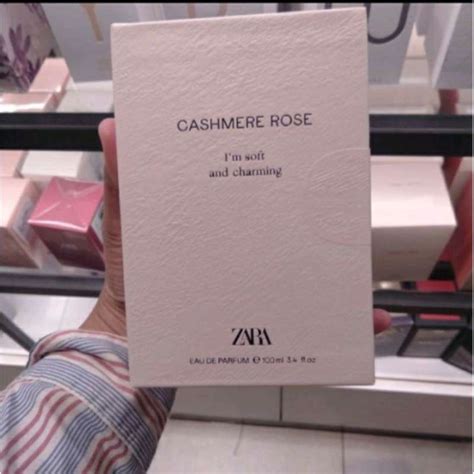 CASHMERE ROSE
I'm soft
and charming
ZARA
EAU DE PARFUM ℮ 100 ml 3.4 fl. oz